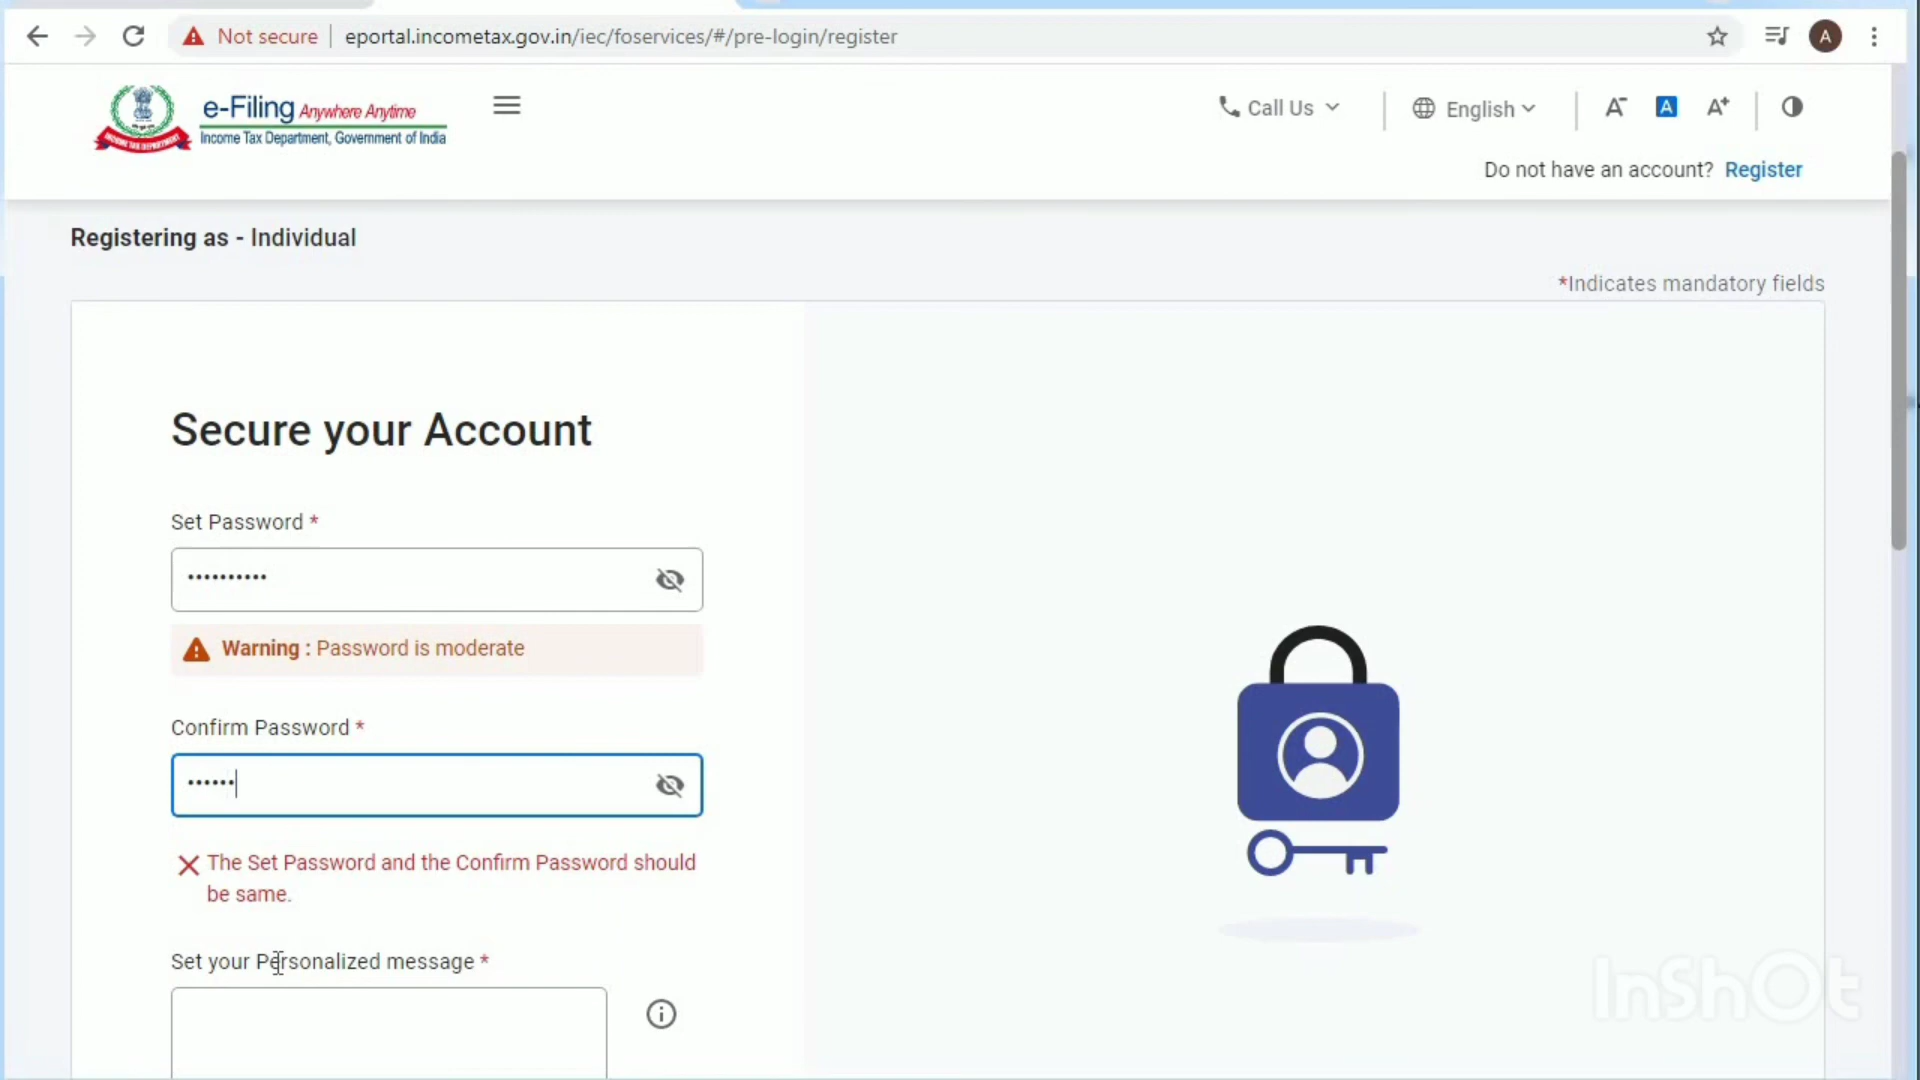 Not secure | eportal.incometax.gov.in/iec/foservices/#/pre-login/register
A
e-Filing Anywhere Anytime
Income Tax Department, Government of India
INCOME TAX DEPARTMENT
Call Us
English
A-
A
A+
Do not have an account? Register
Registering as - Individual
*Indicates mandatory fields
Secure your Account
Set Password *
••••••••••
Warning : Password is moderate
Confirm Password *
••••••
The Set Password and the Confirm Password should
be same.
Set your Personalized message *
InShOt